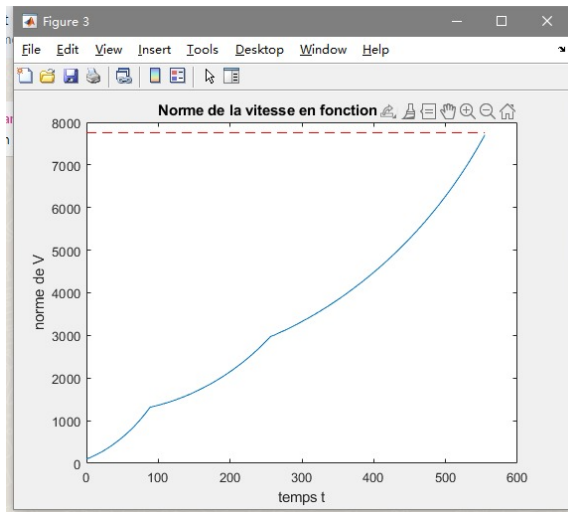 Figure 3
File Edit View Insert Tools Desktop Window Help
Norme de la vitesse en fonction
8000
7000
6000
5000
4000
3000
2000
1000
0
norme de V
0 100 200 300 400 500 600
temps t